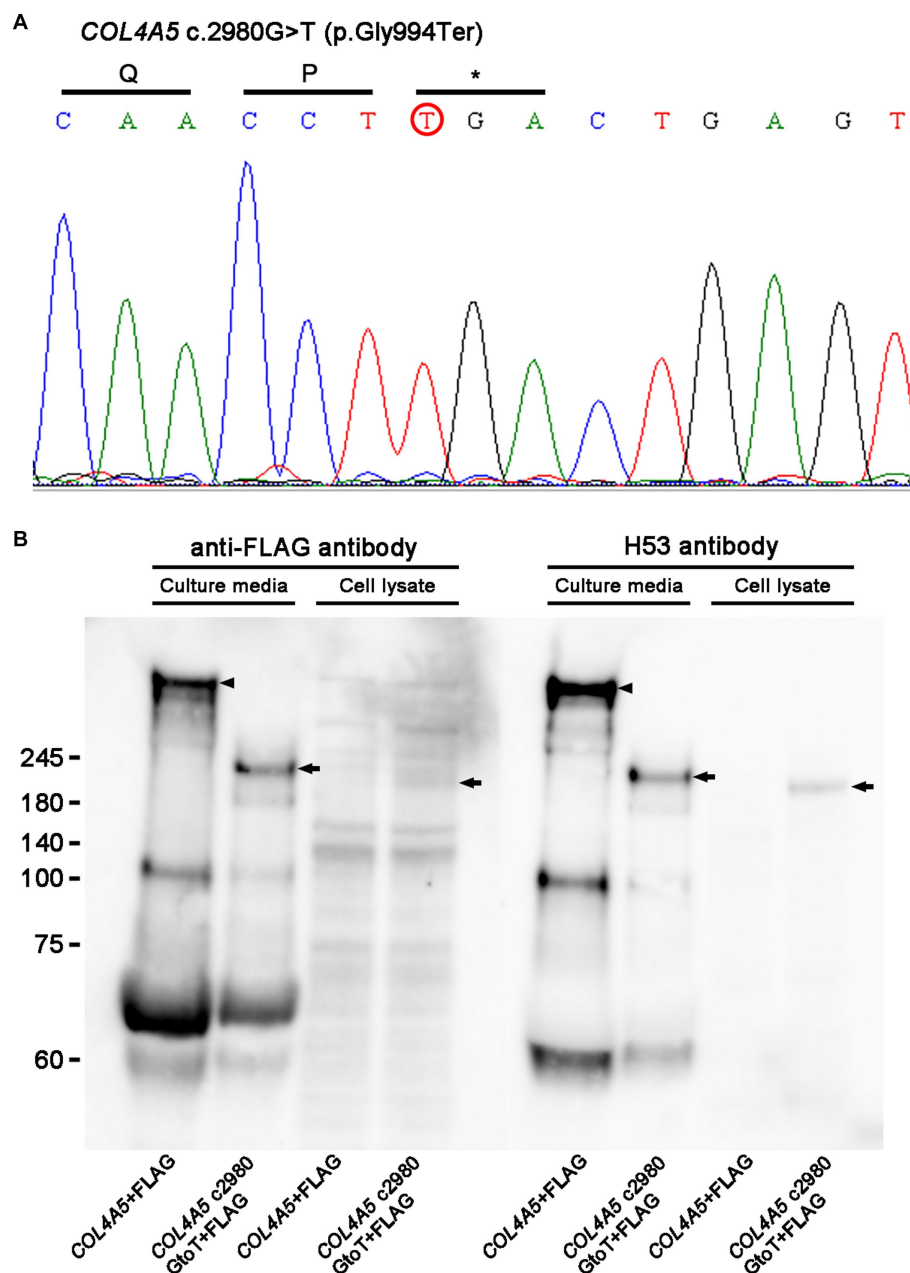 A
COL4A5 c.2980G>T (p.Gly994Ter)
Q P *
C A A C C T T G A C T G A G T
B
anti-FLAG antibody H53 antibody
Culture media Cell lysate Culture media Cell lysate
245
180
140
100
75
60
COL4A5+FLAG
COL4A5 c2980
GtoT+FLAG
COL4A5+FLAG
COL4A5 c2980
GtoT+FLAG
COL4A5+FLAG
COL4A5 c2980
GtoT+FLAG
COL4A5+FLAG
COL4A5 c2980
GtoT+FLAG